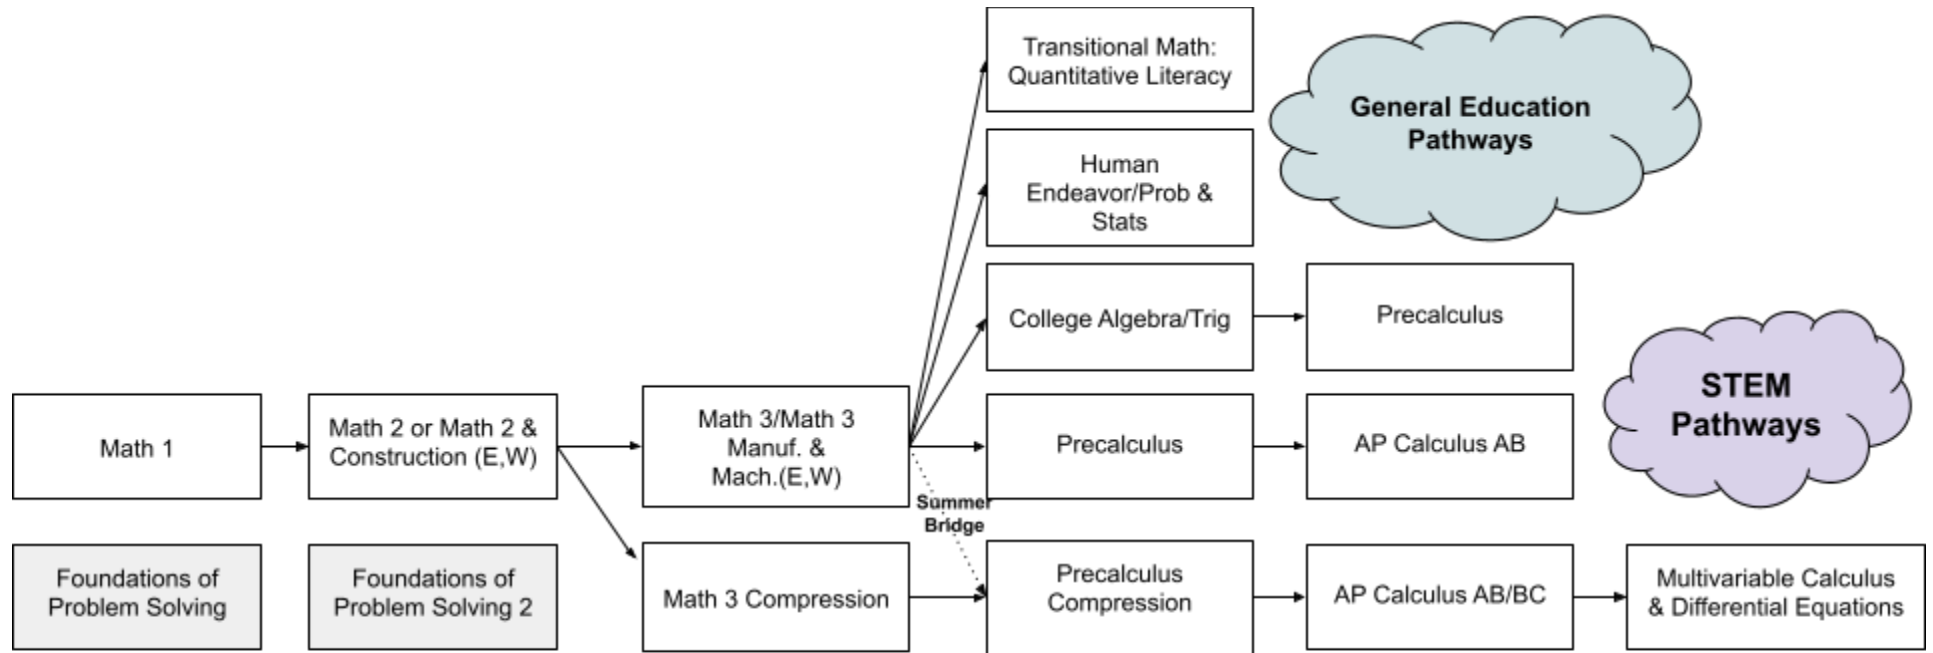 Transitional Math:
Quantitative Literacy
General Education
Pathways
Human
Endeavor/Prob &
Stats
College Algebra/Trig
Precalculus
STEM
Pathways
Math 1
Math 2 or Math 2 &
Construction (E,W)
Math 3/Math 3
Manuf. &
Mach.(E,W)
Precalculus
AP Calculus AB
Summer
Bridge
Foundations of
Problem Solving
Foundations of
Problem Solving 2
Math 3 Compression
Precalculus
Compression
AP Calculus AB/BC
Multivariable Calculus
& Differential Equations